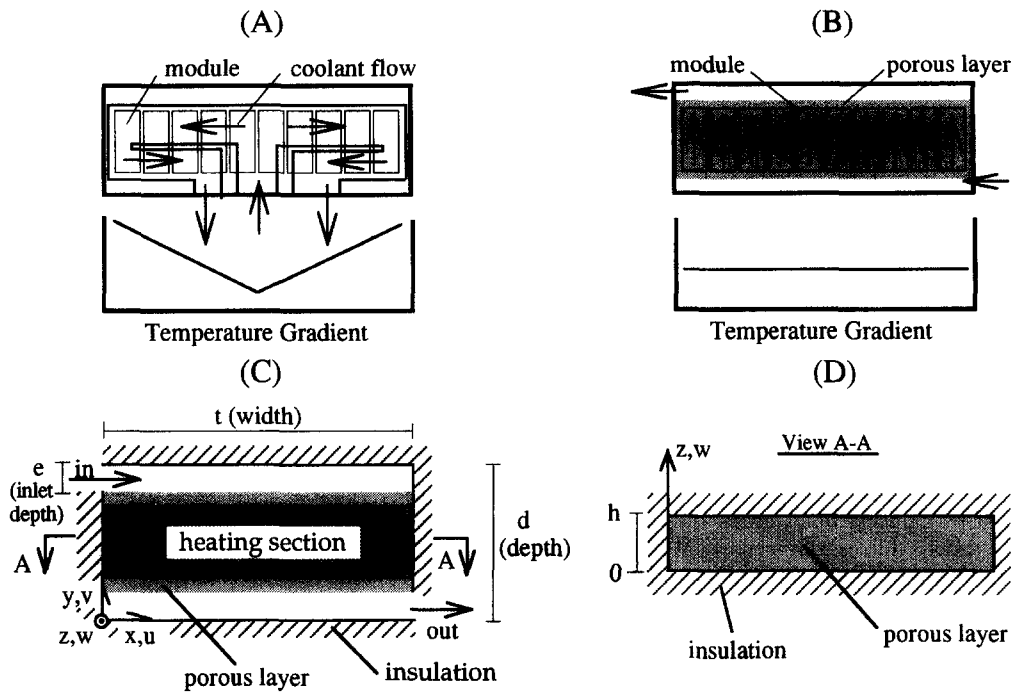 (A)
module
coolant flow
Temperature Gradient
(B)
module
porous layer
Temperature Gradient
(C)
t (width)
e
(inlet
depth)
in
heating section
d
(depth)
A
A
y,v
z,w
x,u
out
porous layer
insulation
(D)
z,w
View A-A
h
0
insulation
porous layer